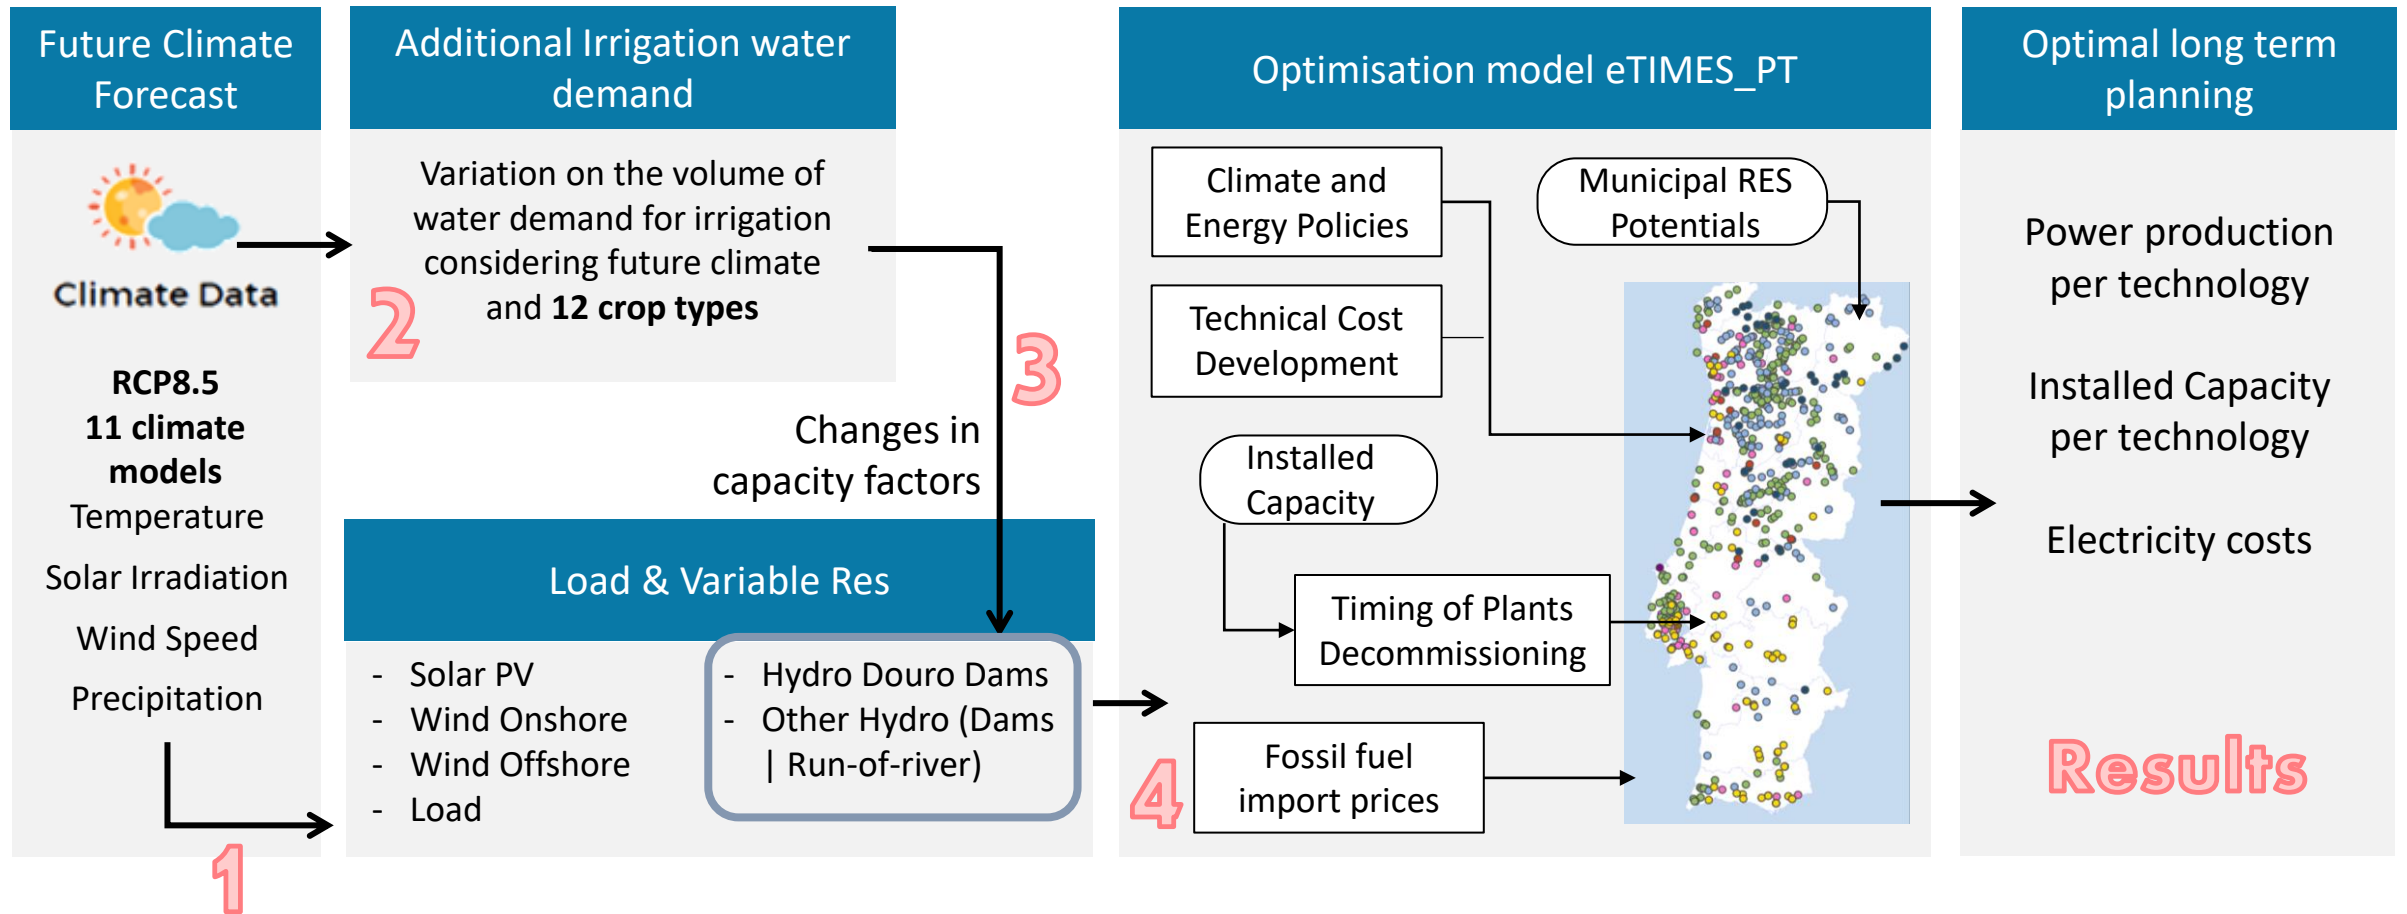 Future Climate
Forecast
Climate Data
RCP8.5
11 climate
models
Temperature
Solar Irradiation
Wind Speed
Precipitation
1
Additional Irrigation water
demand
Variation on the volume of
water demand for irrigation
considering future climate
and 12 crop types
2
3
Changes in
capacity factors
Load & Variable Res
- Solar PV
- Wind Onshore
- Wind Offshore
- Load
- Hydro Douro Dams
- Other Hydro (Dams
| Run-of-river)
4
Optimisation model eTIMES_PT
Climate and
Energy Policies
Municipal RES
Potentials
Technical Cost
Development
Installed
Capacity
Timing of Plants
Decommissioning
Fossil fuel
import prices
Optimal long term
planning
Power production
per technology
Installed Capacity
per technology
Electricity costs
Results